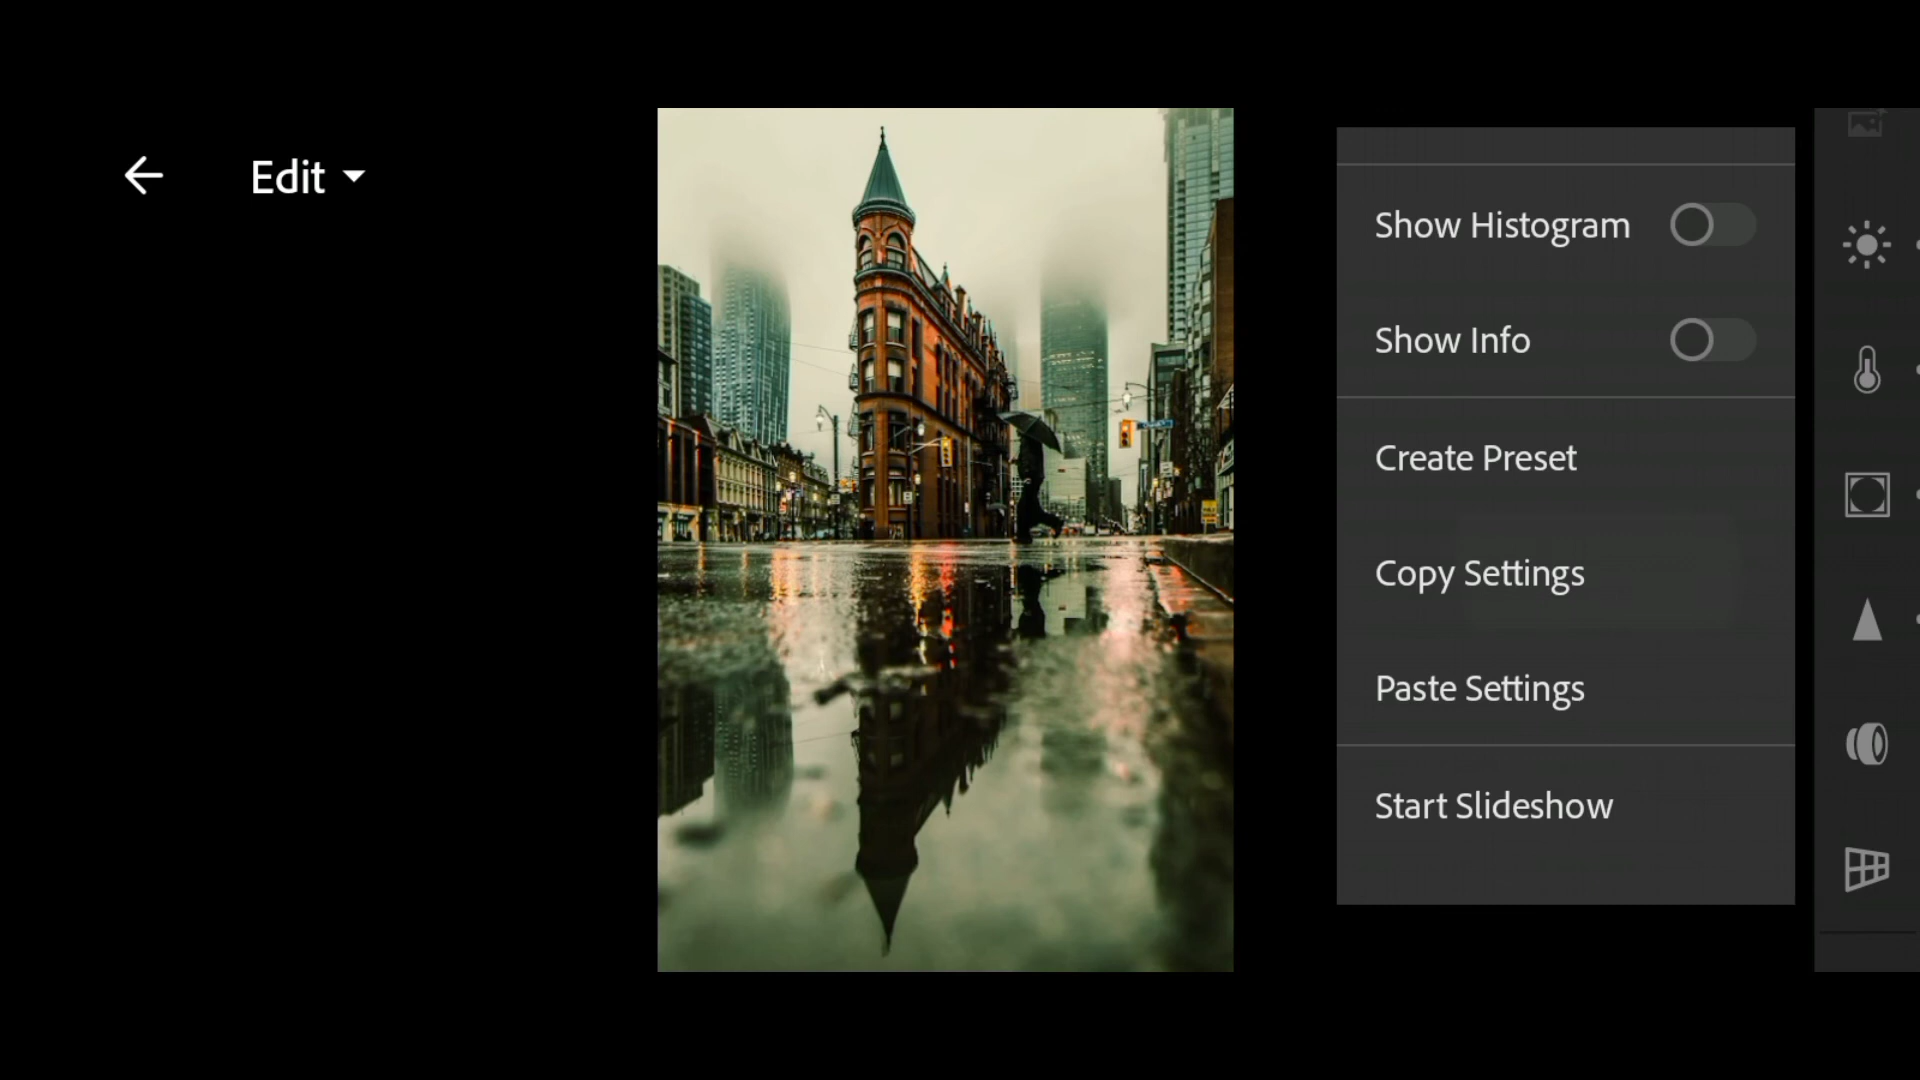 Edit
Show Histogram
Show Info
Create Preset
Copy Settings
Paste Settings
Start Slideshow